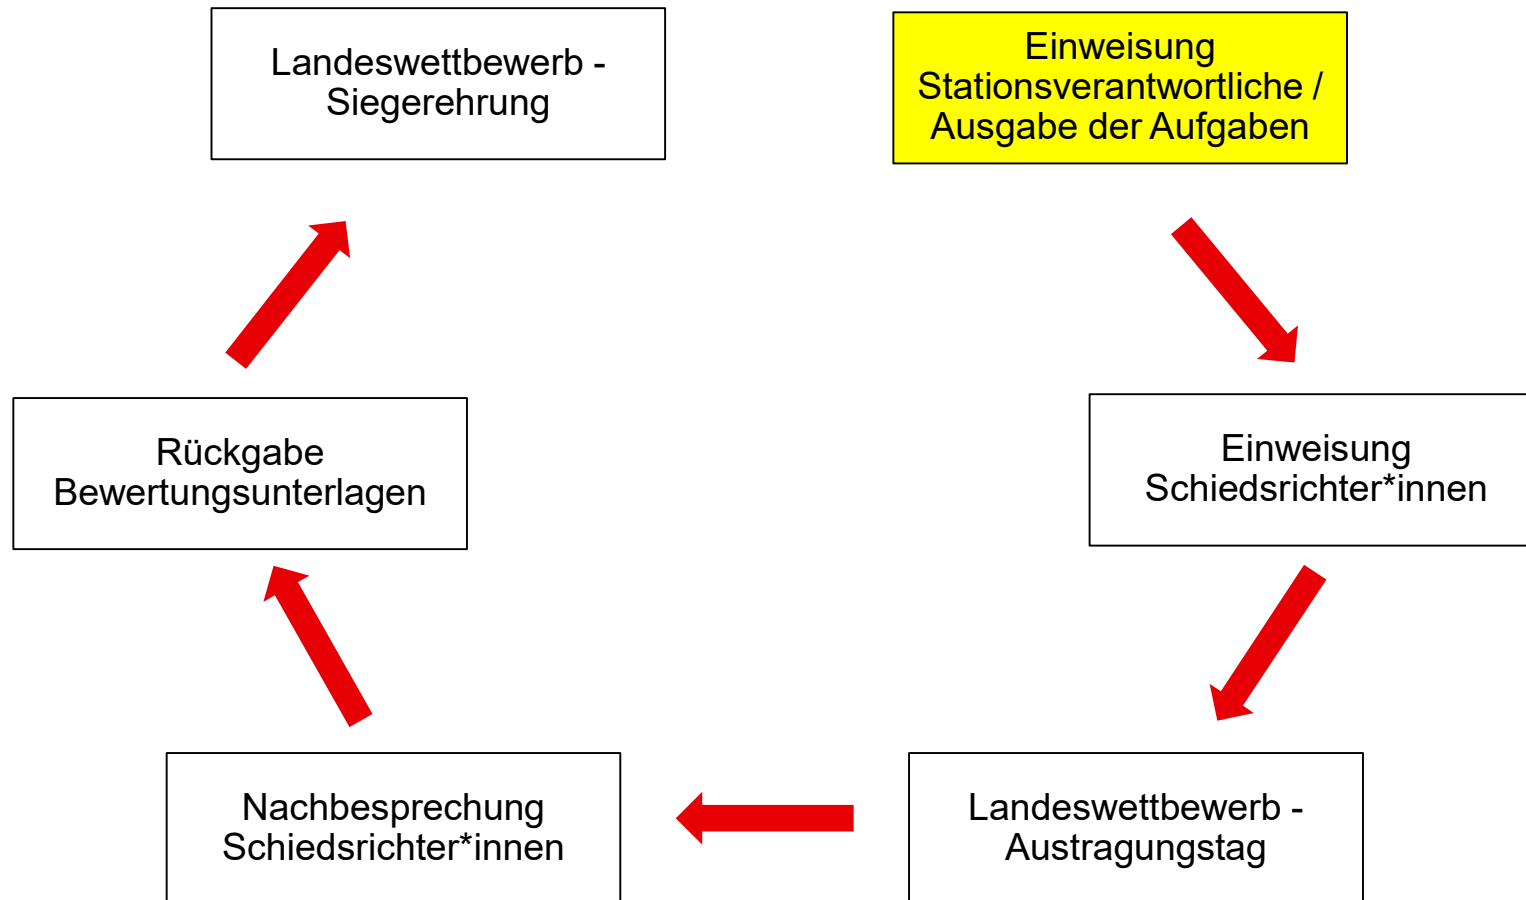 Landeswettbewerb -
Siegerehrung
Einweisung
Stationsverantwortliche /
Ausgabe der Aufgaben
Rückgabe
Bewertungsunterlagen
Einweisung
Schiedsrichter*innen
Nachbesprechung
Schiedsrichter*innen
Landeswettbewerb -
Austragungstag